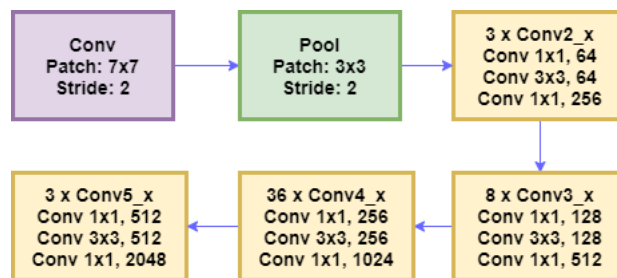 Conv
Patch: 7x7
Stride: 2
Pool
Patch: 3x3
Stride: 2
3 x Conv2_x
Conv 1x1, 64
Conv 3x3, 64
Conv 1x1, 256
8 x Conv3_x
Conv 1x1, 128
Conv 3x3, 128
Conv 1x1, 512
36 x Conv4_x
Conv 1x1, 256
Conv 3x3, 256
Conv 1x1, 1024
3 x Conv5_x
Conv 1x1, 512
Conv 3x3, 512
Conv 1x1, 2048